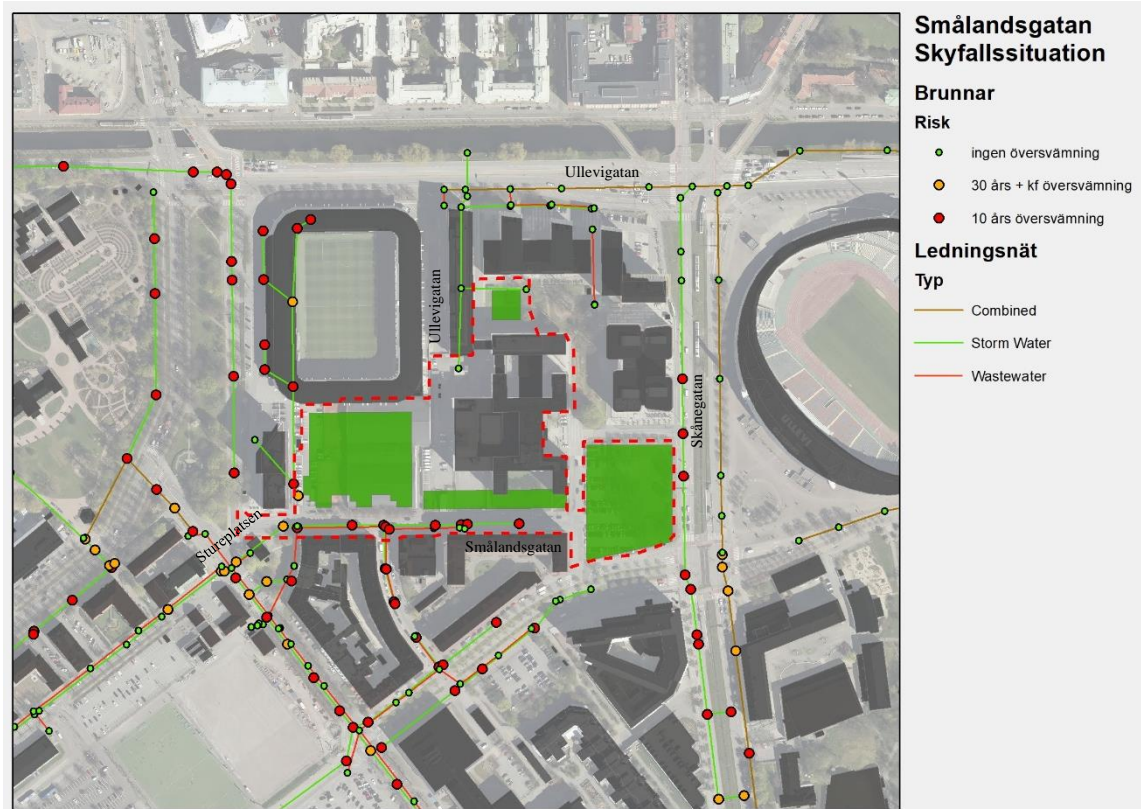 Smålandsgatan
Skyfallssituation
Brunnar
Risk
ingen översvämning
30 års + kf översvämning
10 års översvämning
Ledningsnät
Typ
Combined
Storm Water
Wastewater
Ullevigatan
Ullevigatan
Skånegatan
Stureplatsen
Smålandsgatan